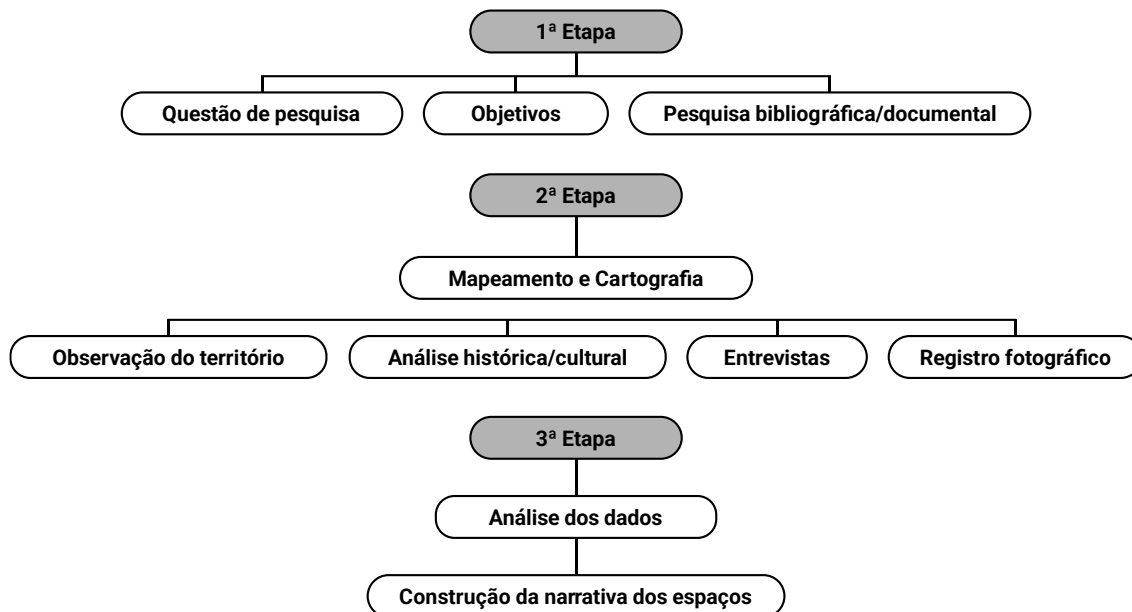 1ª Etapa
Questão de pesquisa
Objetivos
Pesquisa bibliográfica/documental
2ª Etapa
Mapeamento e Cartografia
Observação do território
Análise histórica/cultural
Entrevistas
Registro fotográfico
3ª Etapa
Análise dos dados
Construção da narrativa dos espaços